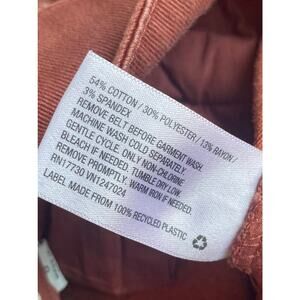 54% COTTON / 30% POLYESTER / 13% RAYON /
3% SPANDEX
REMOVE BELT BEFORE GARMENT WASH.
MACHINE WASH COLD SEPARATELY.
GENTLE CYCLE. ONLY NON-CHLORINE
BLEACH IF NEEDED. TUMBLE DRY LOW
REMOVE PROMPTLY. WARM IRON IF NEEDED.
RN17730 VN1247024
LABEL MADE FROM 100% RECYCLED PLASTIC